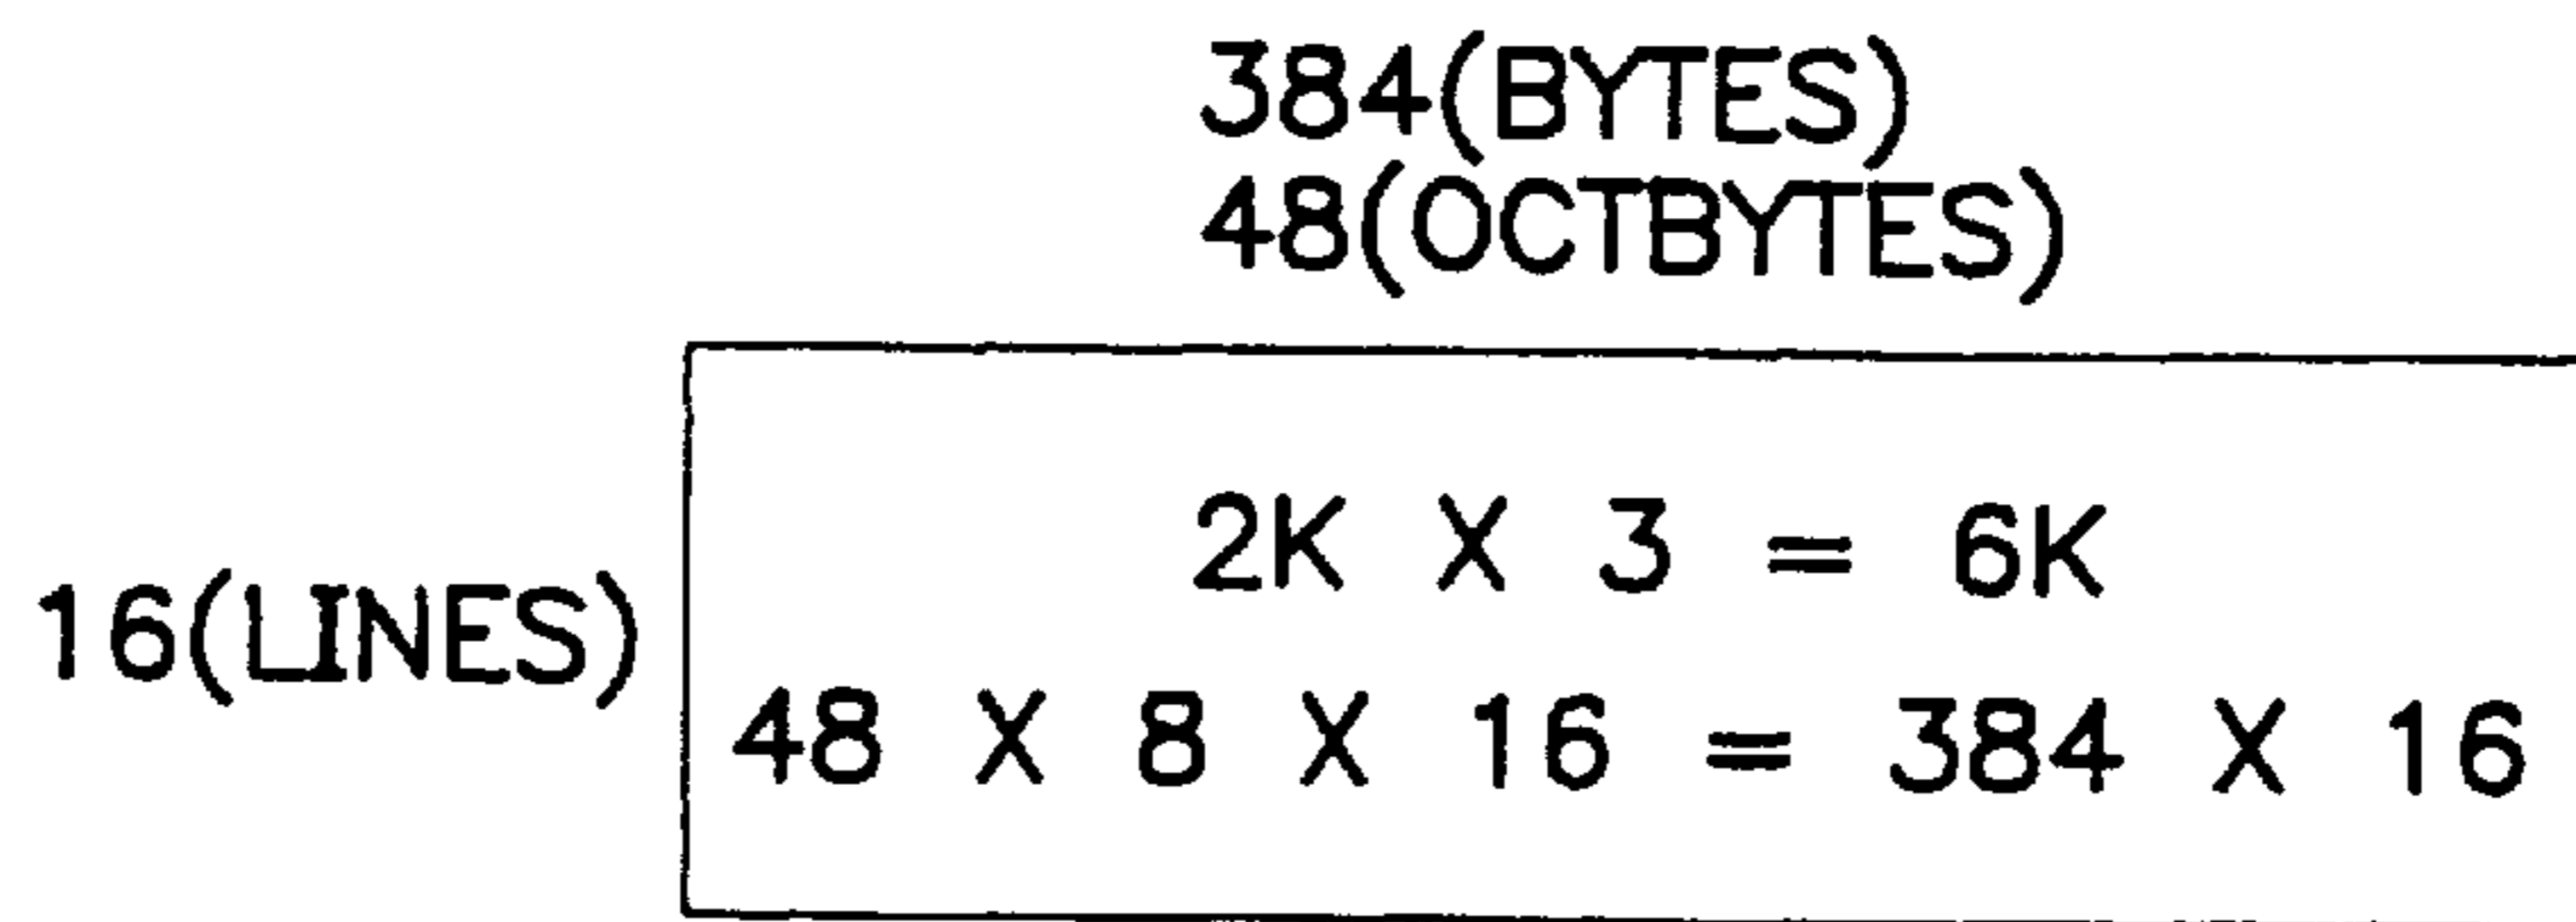 384(BYTES)
48(OCTBYTES)
16(LINES)
2K X 3 = 6K
48 X 8 X 16 = 384 X 16